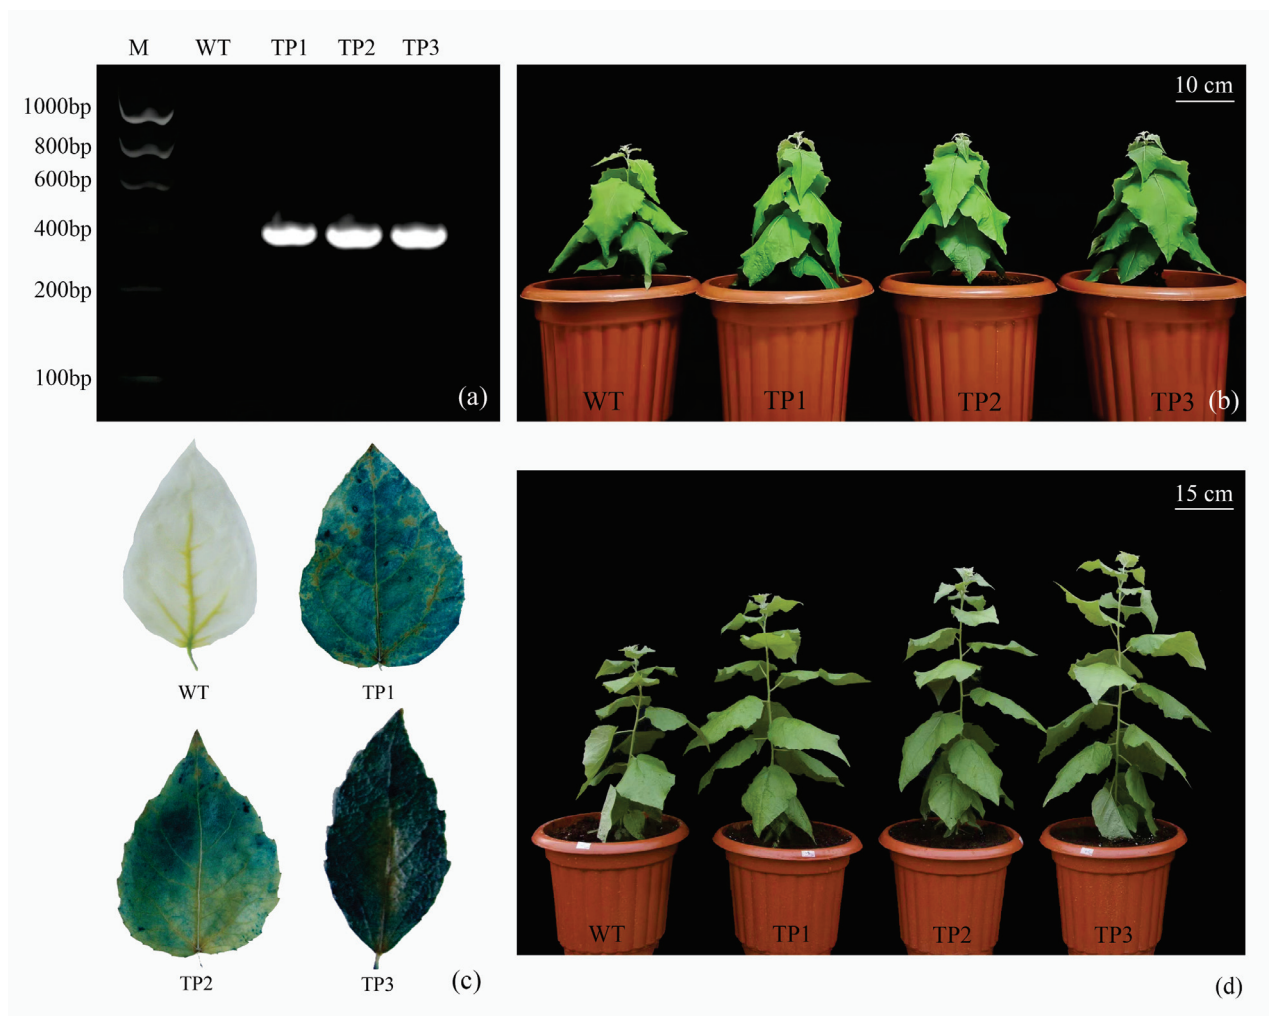 M WT TP1 TP2 TP3
1000bp
800bp
600bp
400bp
200bp
100bp
(a)
10 cm
WT TP1 TP2 TP3 (b)
WT TP1
TP2 TP3 (c)
15 cm
WT TP1 TP2 TP3
(d)